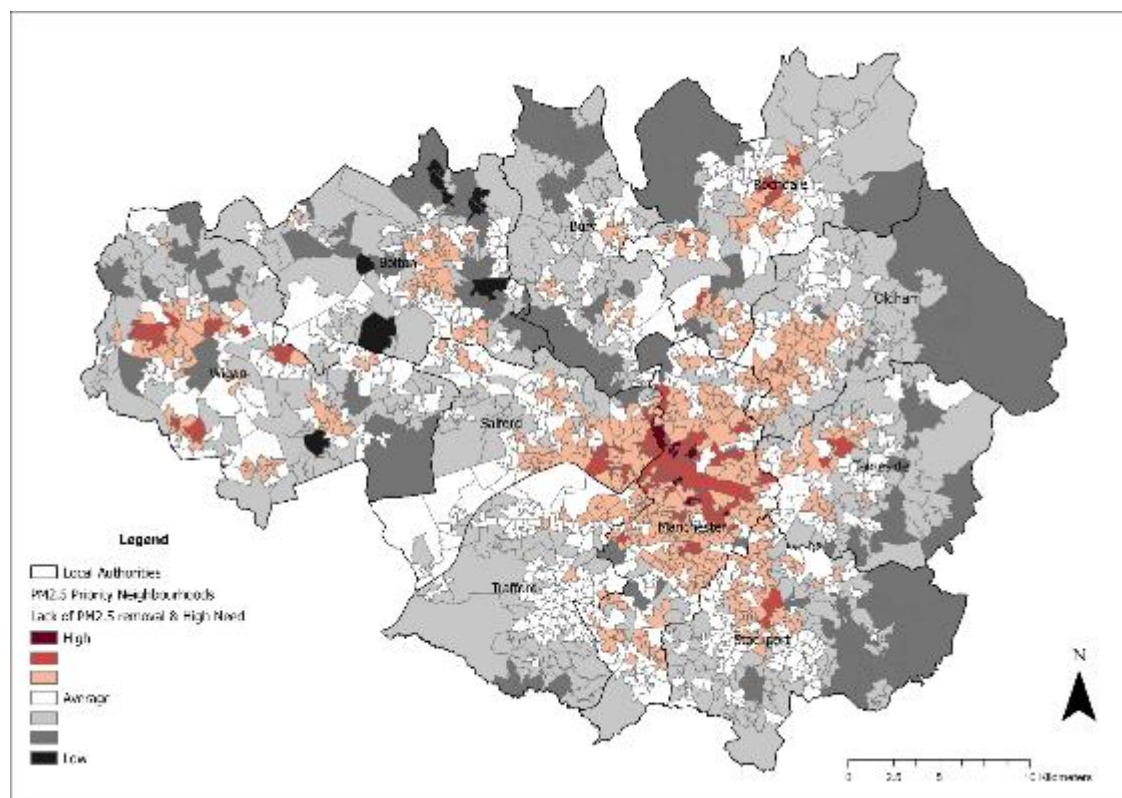 Rochdale
Bury
Bolton
Oldham
Wigan
Salford
Tameside
Manchester
Trafford
Stockport
Legend
Local Authorities
PM2.5 Priority Neighbourhoods
Lack of PM2.5 removal & High Need
High
Average
Low
N
0 2.5 5 10 Kilometers